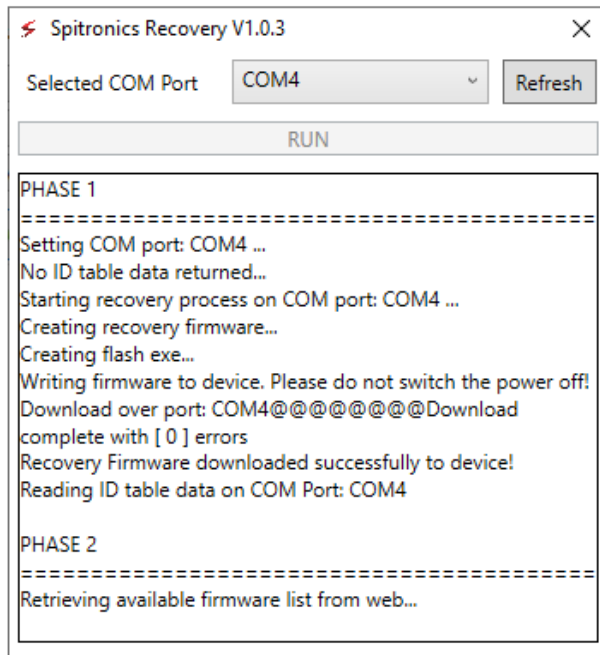 Spitronics Recovery V1.0.3
Selected COM Port COM4 Refresh
RUN
PHASE 1
=========================================
Setting COM port: COM4 ...
No ID table data returned...
Starting recovery process on COM port: COM4 ...
Creating recovery firmware...
Creating flash exe...
Writing firmware to device. Please do not switch the power off!
Download over port: COM4@@@@@@@@Download
complete with [ 0 ] errors
Recovery Firmware downloaded successfully to device!
Reading ID table data on COM Port: COM4
PHASE 2
=========================================
Retrieving available firmware list from web...